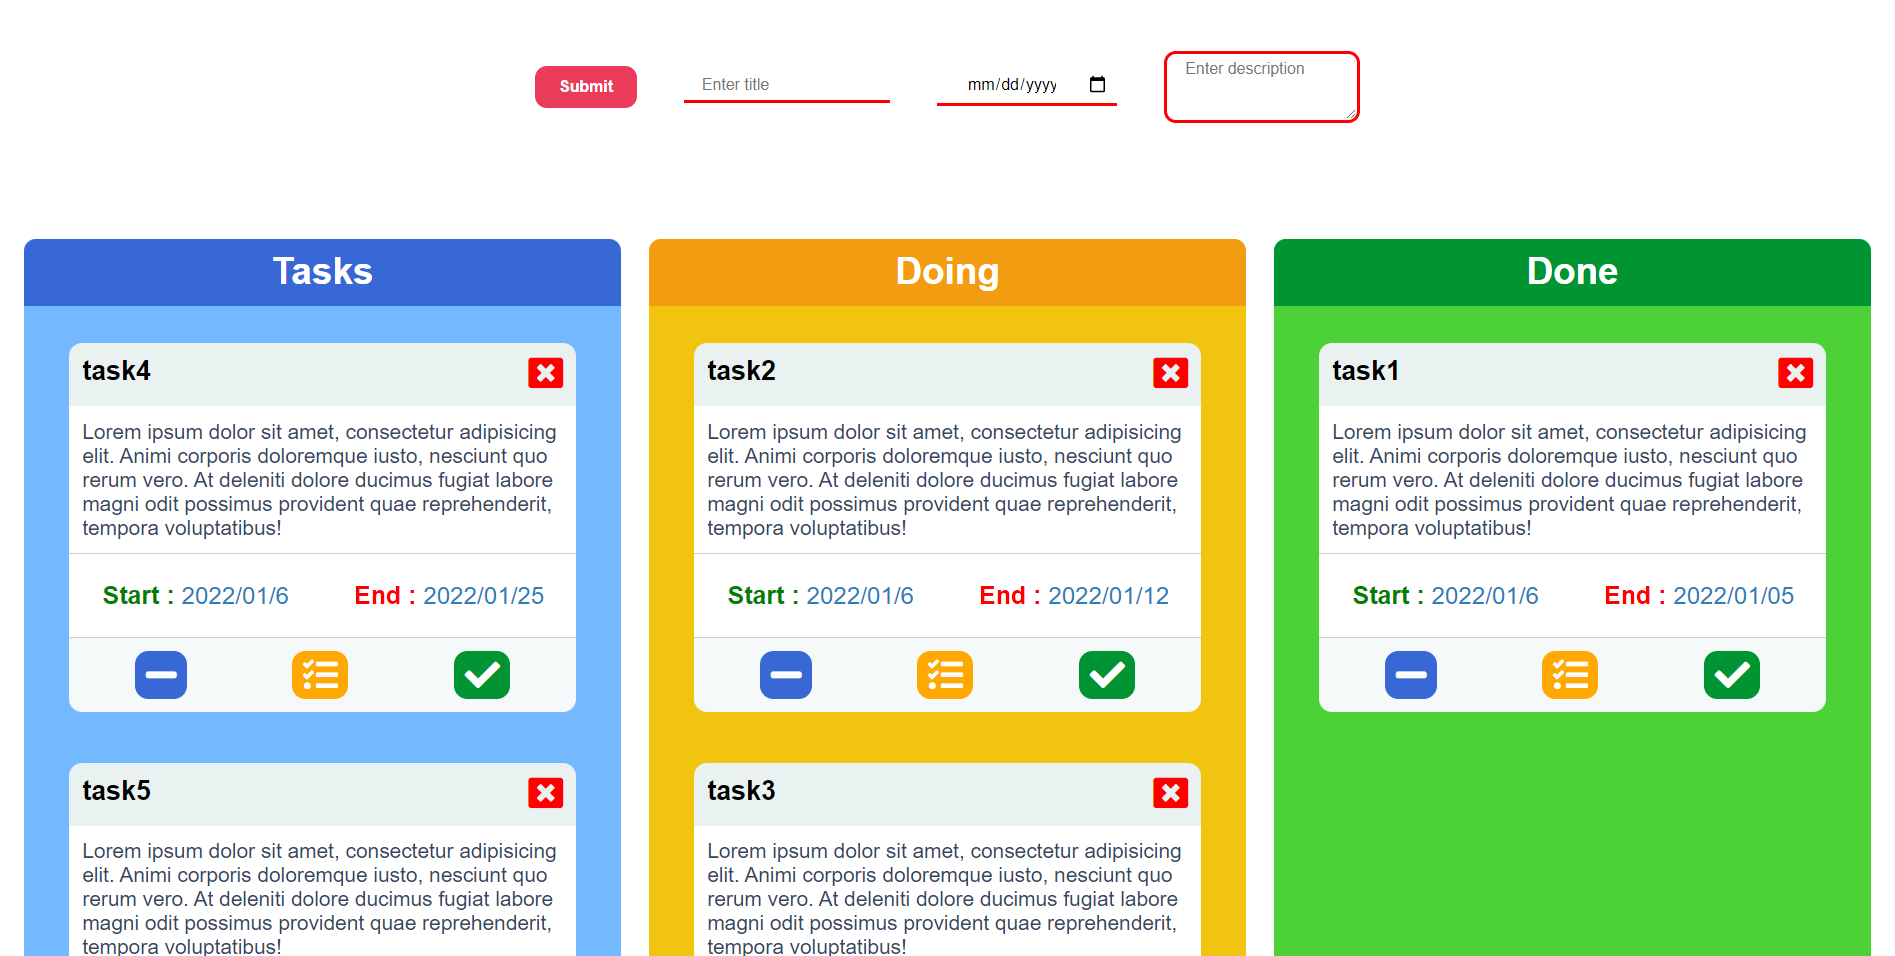 Submit
Enter title
mm/dd/yyyy
Enter description
Tasks
task4
Lorem ipsum dolor sit amet, consectetur adipisicing
elit. Animi corporis doloremque iusto, nesciunt quo
rerum vero. At deleniti dolore ducimus fugiat labore
magni odit possimus provident quae reprehenderit,
tempora voluptatibus!
Start : 2022/01/6 End : 2022/01/25
task5
Lorem ipsum dolor sit amet, consectetur adipisicing
elit. Animi corporis doloremque iusto, nesciunt quo
rerum vero. At deleniti dolore ducimus fugiat labore
magni odit possimus provident quae reprehenderit,
tempora voluptatibus!
Doing
task2
Lorem ipsum dolor sit amet, consectetur adipisicing
elit. Animi corporis doloremque iusto, nesciunt quo
rerum vero. At deleniti dolore ducimus fugiat labore
magni odit possimus provident quae reprehenderit,
tempora voluptatibus!
Start : 2022/01/6 End : 2022/01/12
task3
Lorem ipsum dolor sit amet, consectetur adipisicing
elit. Animi corporis doloremque iusto, nesciunt quo
rerum vero. At deleniti dolore ducimus fugiat labore
magni odit possimus provident quae reprehenderit,
tempora voluptatibus!
Done
task1
Lorem ipsum dolor sit amet, consectetur adipisicing
elit. Animi corporis doloremque iusto, nesciunt quo
rerum vero. At deleniti dolore ducimus fugiat labore
magni odit possimus provident quae reprehenderit,
tempora voluptatibus!
Start : 2022/01/6 End : 2022/01/05